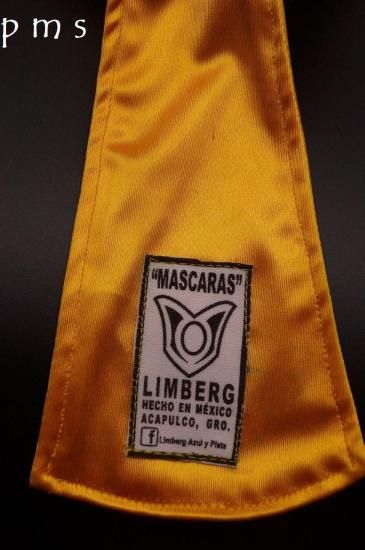 p m s
"MASCARAS"
LIMBERG
HECHO EN MÉXICO
ACAPULCO, GRO.
f Limberg Azul y Plata